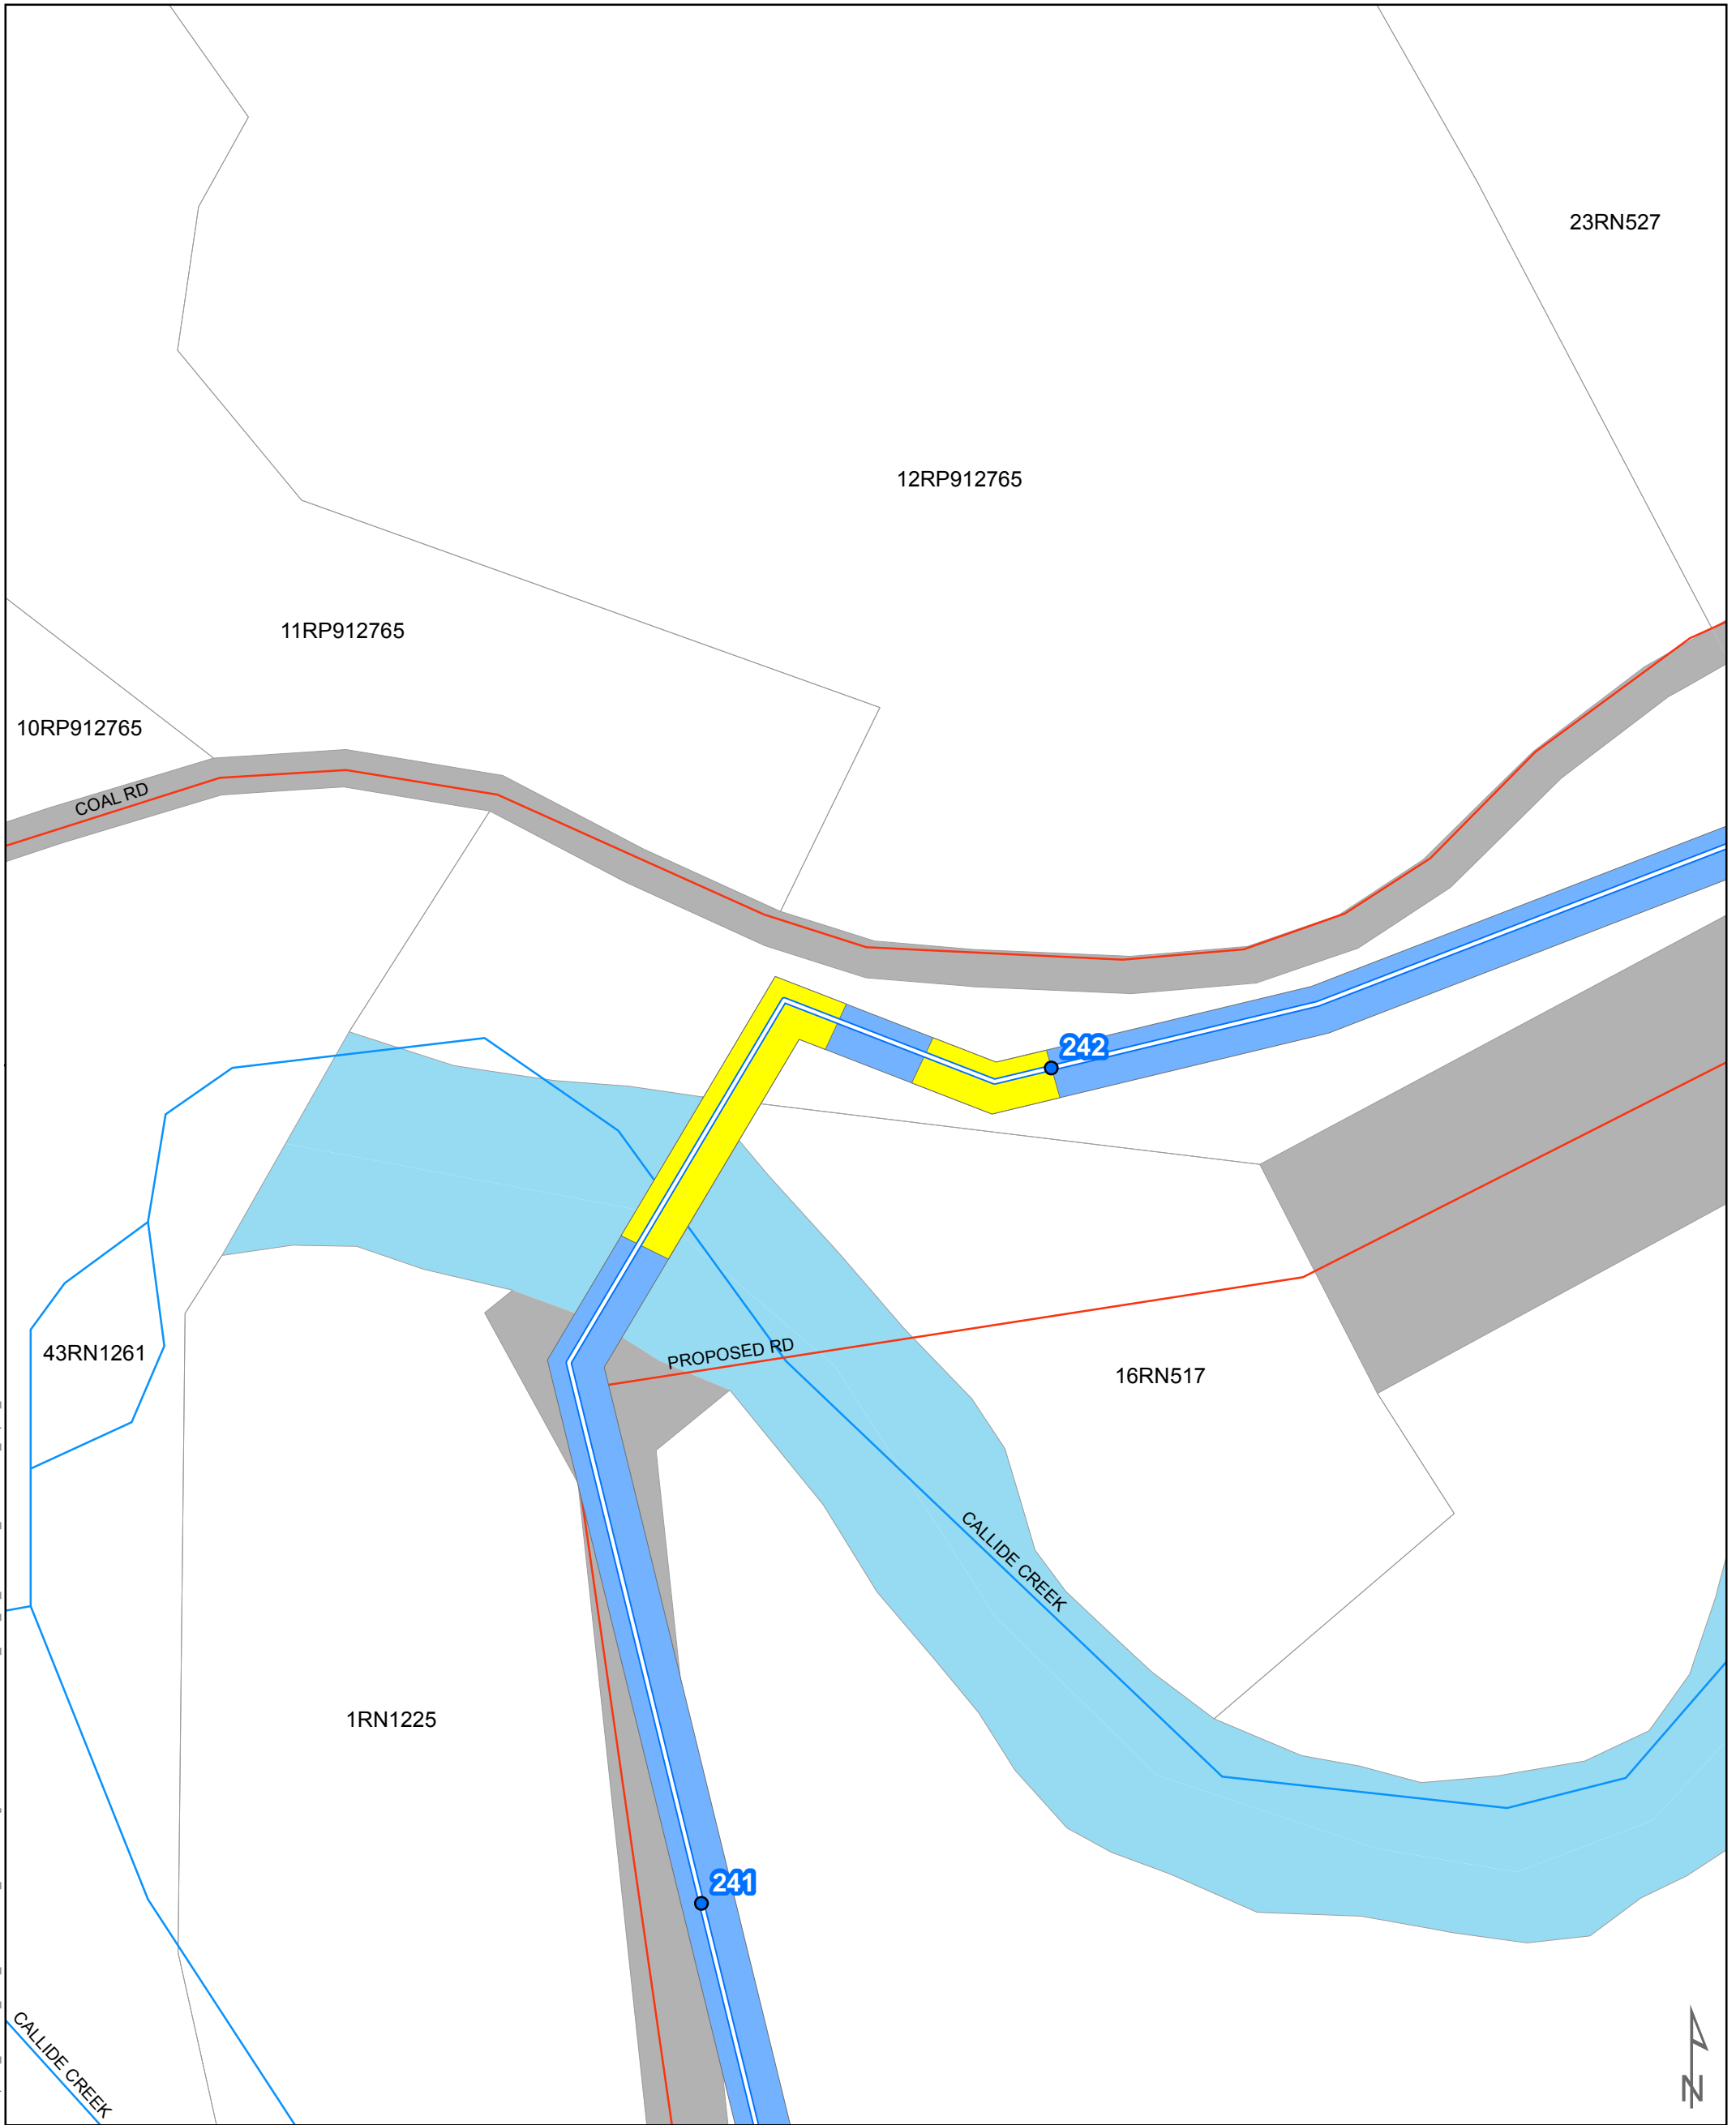 23RN527
12RP912765
11RP912765
10RP912765
COAL RD
242
43RN1261
PROPOSED RD
16RN517
CALLIDE CREEK
1RN1225
241
CALLIDE CREEK
N